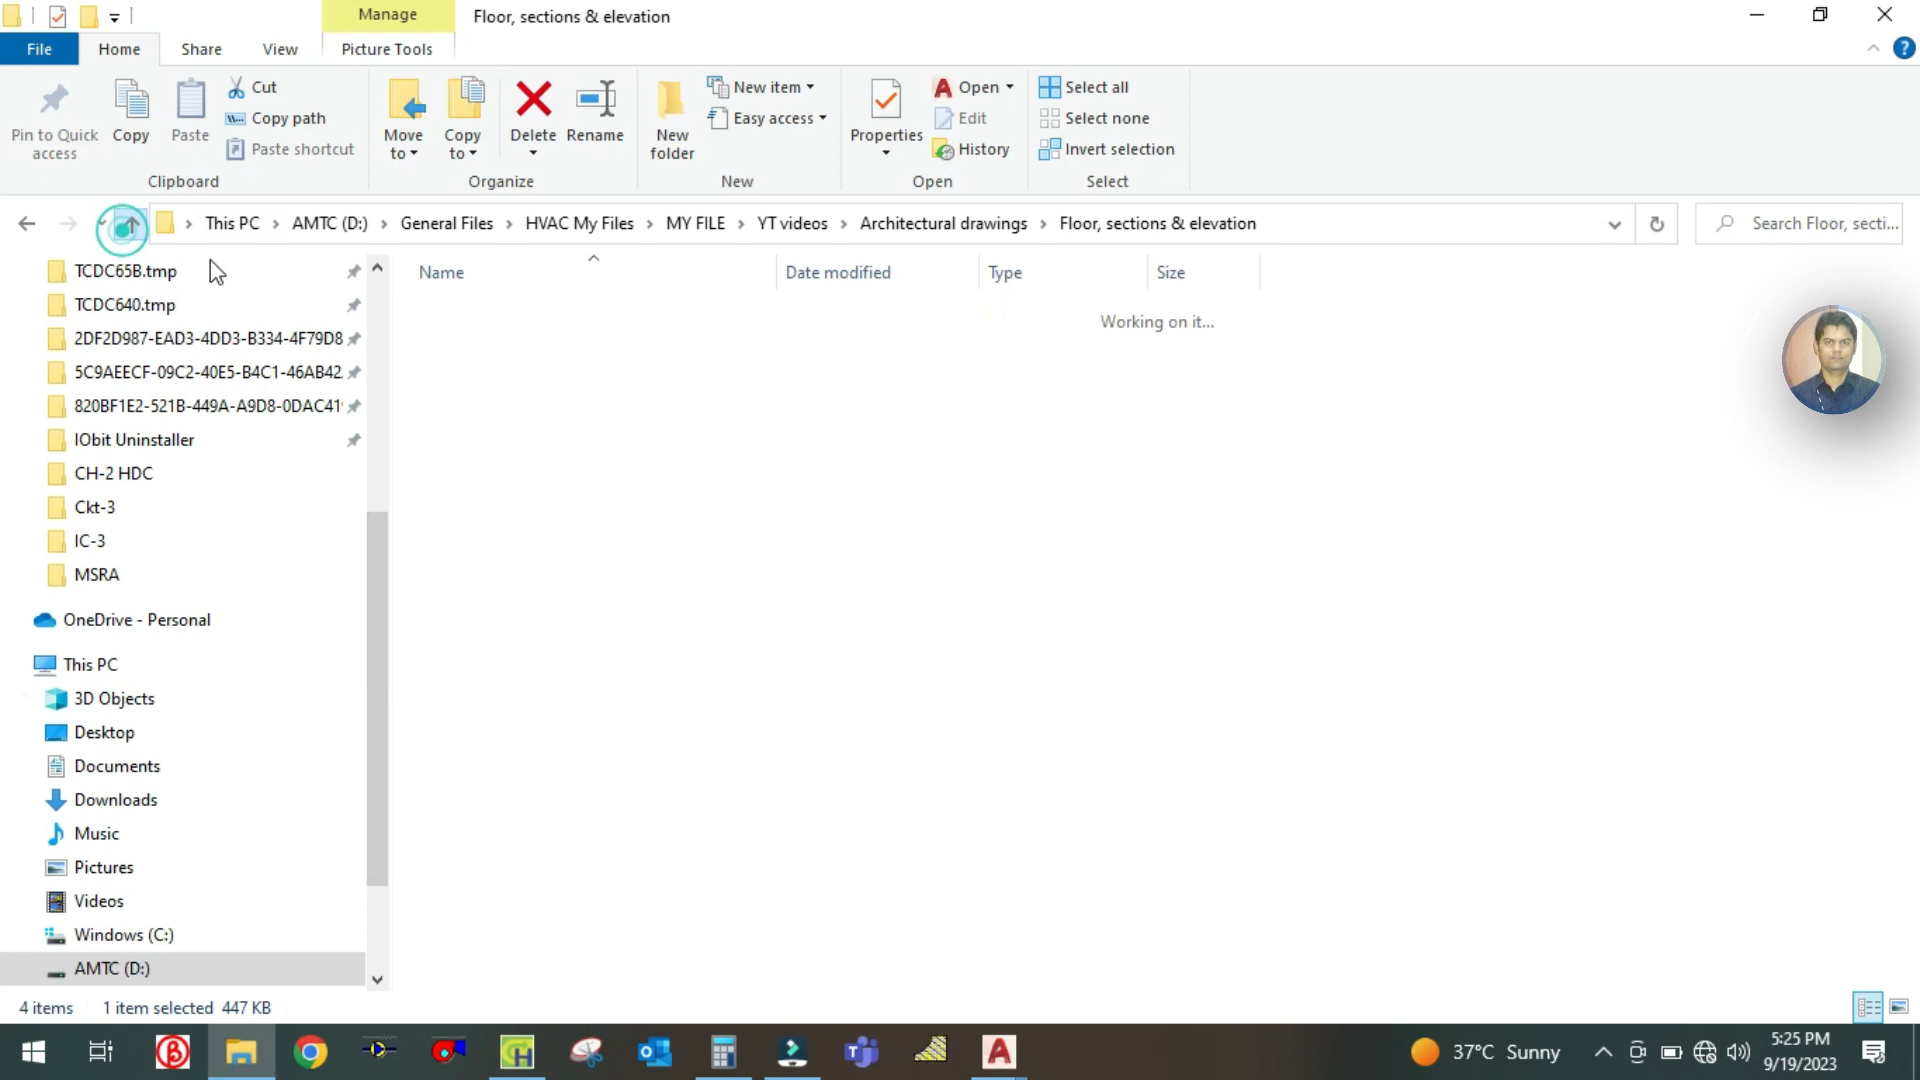 Manage
Floor, sections & elevation
File
Home
Share
View
Picture Tools
Pin to Quick access
Copy
Paste
Cut
Copy path
Paste shortcut
Clipboard
Move to
Copy to
Delete
Rename
Organize
New folder
New item
Easy access
New
Properties
Open
Edit
History
Open
Select all
Select none
Invert selection
Select
This PC
AMTC (D:)
General Files
HVAC My Files
MY FILE
YT videos
Architectural drawings
Floor, sections & elevation
Search Floor, secti...
Name
Date modified
Type
Size
Working on it...
TCDC65B.tmp
TCDC640.tmp
2DF2D987-EAD3-4DD3-B334-4F79D8
5C9AEECF-09C2-40E5-B4C1-46AB42
820BF1E2-521B-449A-A9D8-0DAC41
IObit Uninstaller
CH-2 HDC
Ckt-3
IC-3
MSRA
OneDrive - Personal
This PC
3D Objects
Desktop
Documents
Downloads
Music
Pictures
Videos
Windows (C:)
AMTC (D:)
4 items
1 item selected 447 KB
37°C Sunny
5:25 PM
9/19/2023